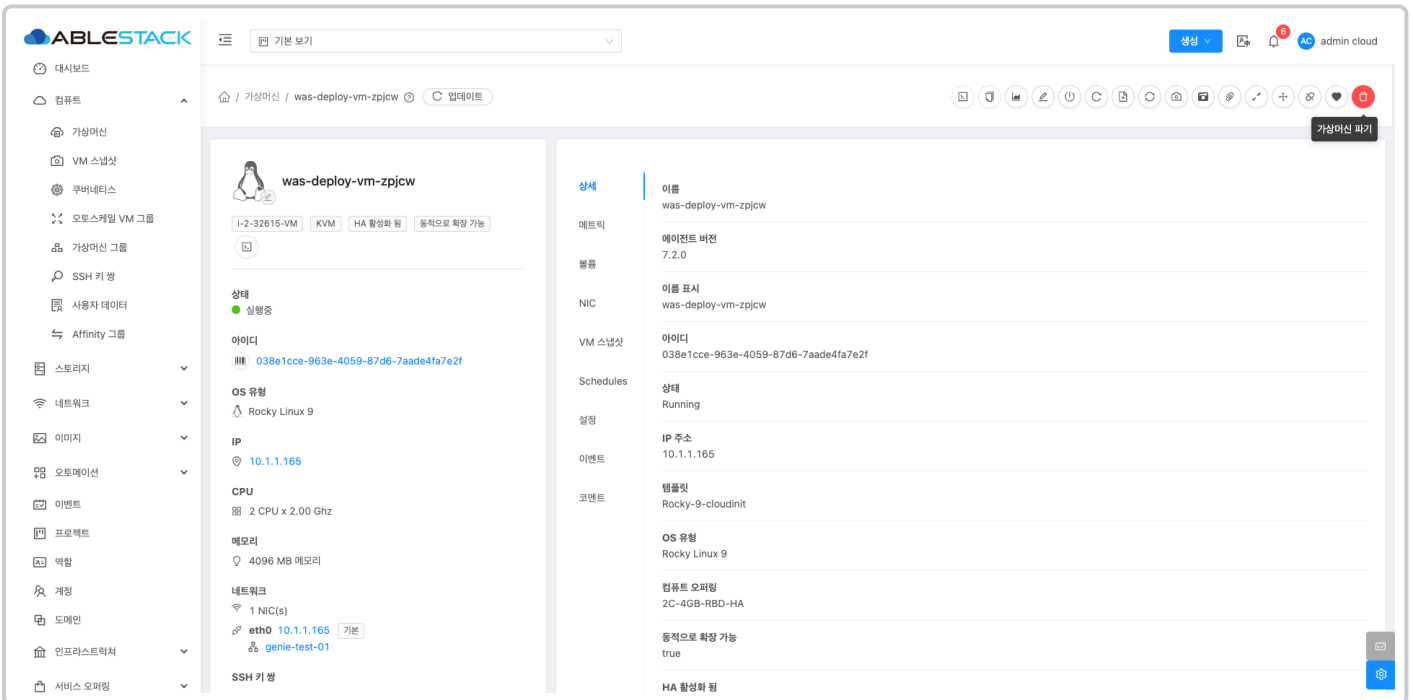 ABLESTACK
기본 보기
생성
6
AC
admin cloud
대시보드
컴퓨트
가상머신
VM 스냅샷
쿠버네티스
오토스케일 VM 그룹
가상머신 그룹
SSH 키 쌍
사용자 데이터
Affinity 그룹
스토리지
네트워크
이미지
오토메이션
이벤트
프로젝트
역할
계정
도메인
인프라스트럭쳐
서비스 오퍼링
/ 가상머신 / was-deploy-vm-zpjcw
업데이트
가상머신 파기
was-deploy-vm-zpjcw
i-2-32615-VM
KVM
HA 활성화 됨
동적으로 확장 가능
상태
실행중
아이디
038e1cce-963e-4059-87d6-7aade4fa7e2f
OS 유형
Rocky Linux 9
IP
10.1.1.165
CPU
2 CPU x 2.00 Ghz
메모리
4096 MB 메모리
네트워크
1 NIC(s)
eth0 10.1.1.165 기본
genie-test-01
SSH 키 쌍
상세
메트릭
볼륨
NIC
VM 스냅샷
Schedules
설정
이벤트
코멘트
이름
was-deploy-vm-zpjcw
에이전트 버전
7.2.0
이름 표시
was-deploy-vm-zpjcw
아이디
038e1cce-963e-4059-87d6-7aade4fa7e2f
상태
Running
IP 주소
10.1.1.165
템플릿
Rocky-9-cloudinit
OS 유형
Rocky Linux 9
컴퓨트 오퍼링
2C-4GB-RBD-HA
동적으로 확장 가능
true
HA 활성화 됨